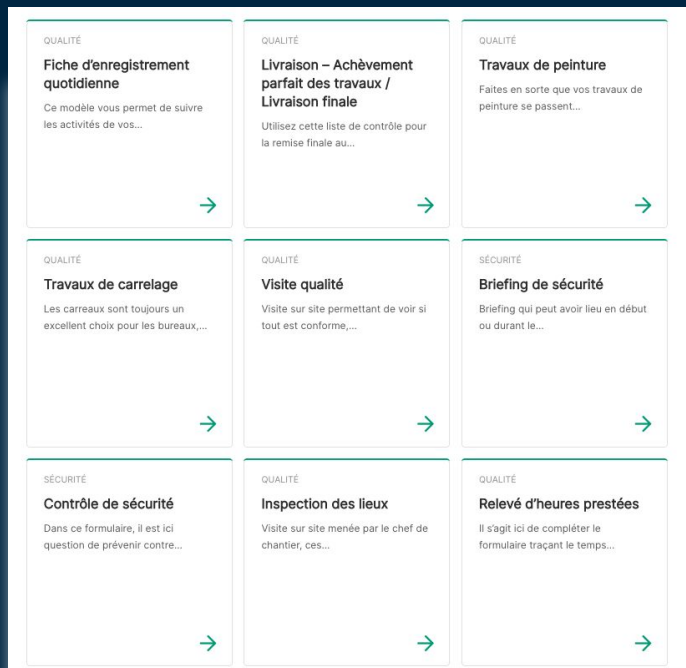 QUALITÉ
Fiche d'enregistrement
quotidienne
Ce modèle vous permet de suivre
les activités de vos...
QUALITÉ
Livraison – Achèvement
parfait des travaux /
Livraison finale
Utilisez cette liste de contrôle pour
la remise finale au...
QUALITÉ
Travaux de peinture
Faites en sorte que vos travaux de
peinture se passent...
QUALITÉ
Travaux de carrelage
Les carreaux sont toujours un
excellent choix pour les bureaux,...
QUALITÉ
Visite qualité
Visite sur site permettant de voir si
tout est conforme,...
SÉCURITÉ
Briefing de sécurité
Briefing qui peut avoir lieu en début
ou durant le...
SÉCURITÉ
Contrôle de sécurité
Dans ce formulaire, il est ici
question de prévenir contre...
QUALITÉ
Inspection des lieux
Visite sur site menée par le chef de
chantier, ces...
QUALITÉ
Relevé d'heures prestées
Il s'agit ici de compléter le
formulaire traçant le temps...